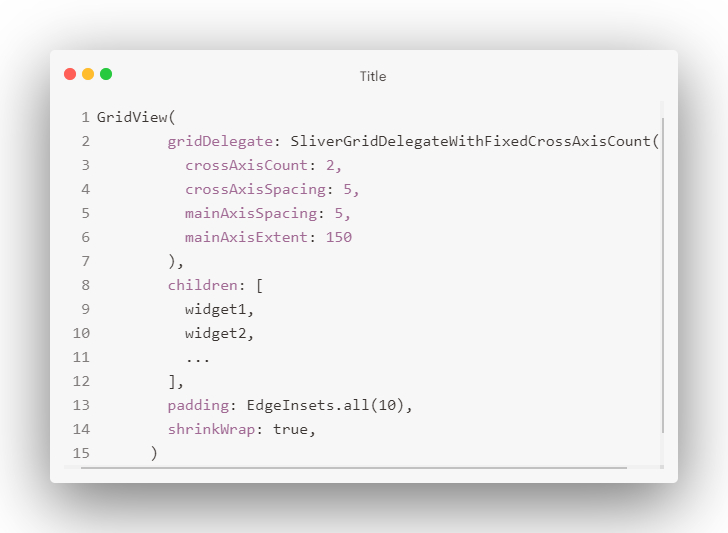 Title
1 GridView(
2         gridDelegate: SliverGridDelegateWithFixedCrossAxisCount(
3           crossAxisCount: 2,
4           crossAxisSpacing: 5,
5           mainAxisSpacing: 5,
6           mainAxisExtent: 150
7         ),
8         children: [
9           widget1,
10           widget2,
11           ...
12         ],
13         padding: EdgeInsets.all(10),
14         shrinkWrap: true,
15       )